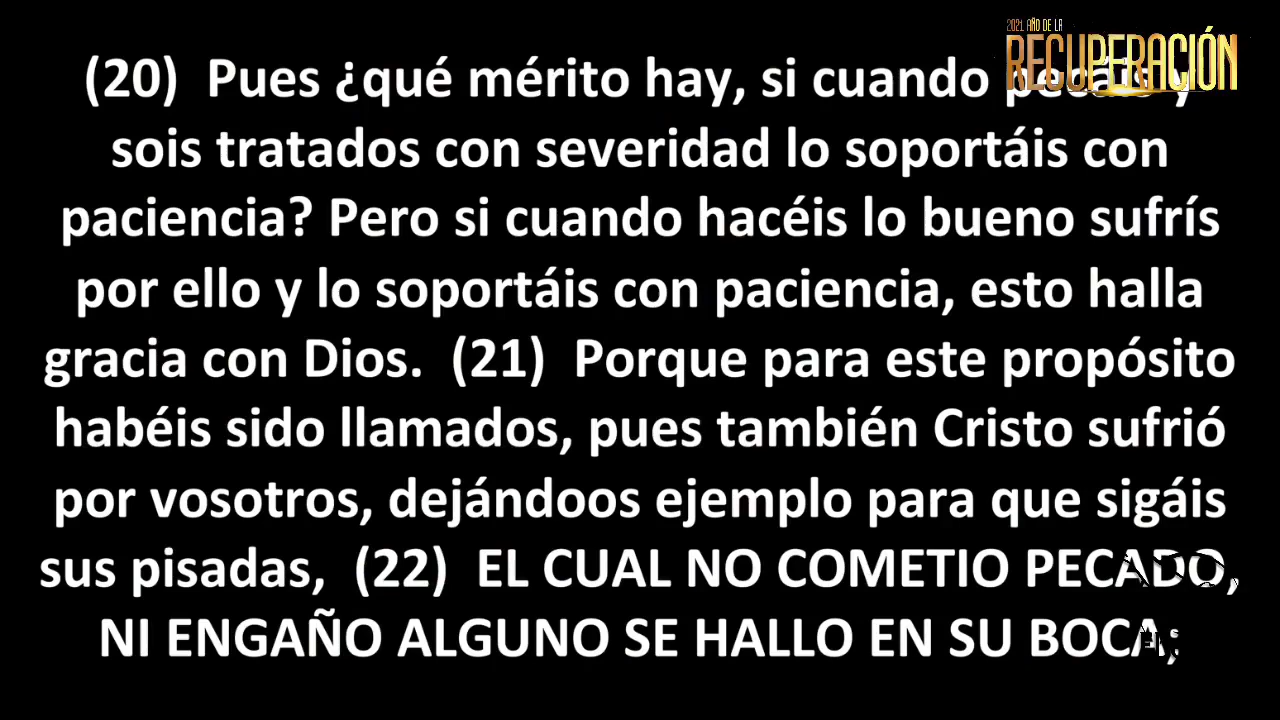 2021 AÑO DE LA
RECUPERACIÓN
(20) Pues ¿qué mérito hay, si cuando pecáis y
sois tratados con severidad lo soportáis con
paciencia? Pero si cuando hacéis lo bueno sufrís
por ello y lo soportáis con paciencia, esto halla
gracia con Dios. (21) Porque para este propósito
habéis sido llamados, pues también Cristo sufrió
por vosotros, dejándoos ejemplo para que sigáis
sus pisadas, (22) EL CUAL NO COMETIO PECADO,
NI ENGAÑO ALGUNO SE HALLO EN SU BOCA;